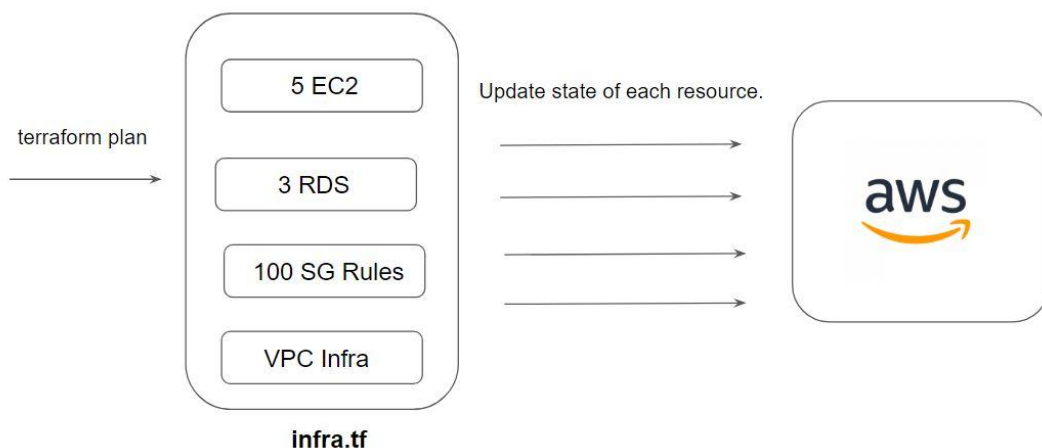 terraform plan
5 EC2
3 RDS
100 SG Rules
VPC Infra
infra.tf
Update state of each resource.
aws